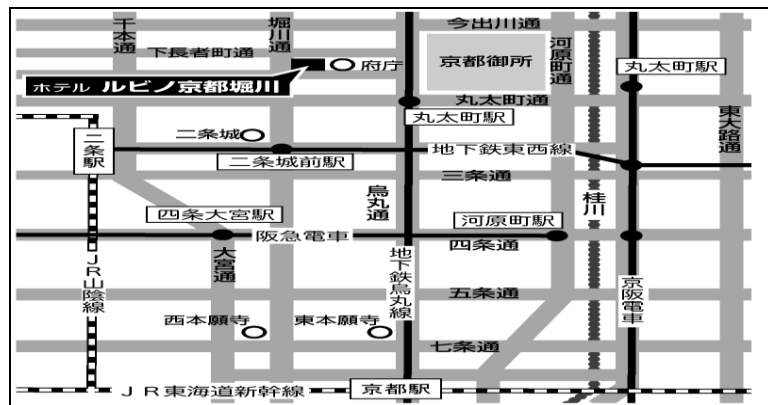 今出川通
千本通
堀川通
下長者町通
府庁
京都御所
河原町通
丸太町駅
ホテル ルビノ京都堀川
丸太町通
丸太町駅
東大路通
二条城
二条駅
二条城前駅
地下鉄東西線
三条通
烏丸通
桂川
四条大宮駅
河原町駅
阪急電車
四条通
大宮通
JR山陰線
地下鉄烏丸線
京阪電車
五条通
西本願寺
東本願寺
七条通
JR東海道新幹線
京都駅